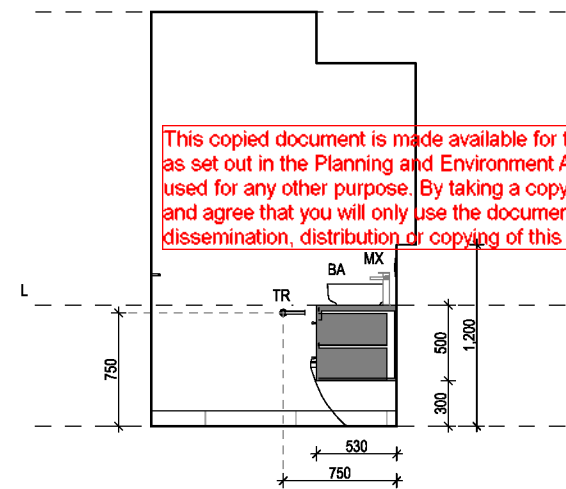 This copied document is made available for t
as set out in the Planning and Environment A
used for any other purpose. By taking a copy
and agree that you will only use the documen
dissemination, distribution or copying of this
MX
BA
L
TR
750
500
1,200
300
530
750